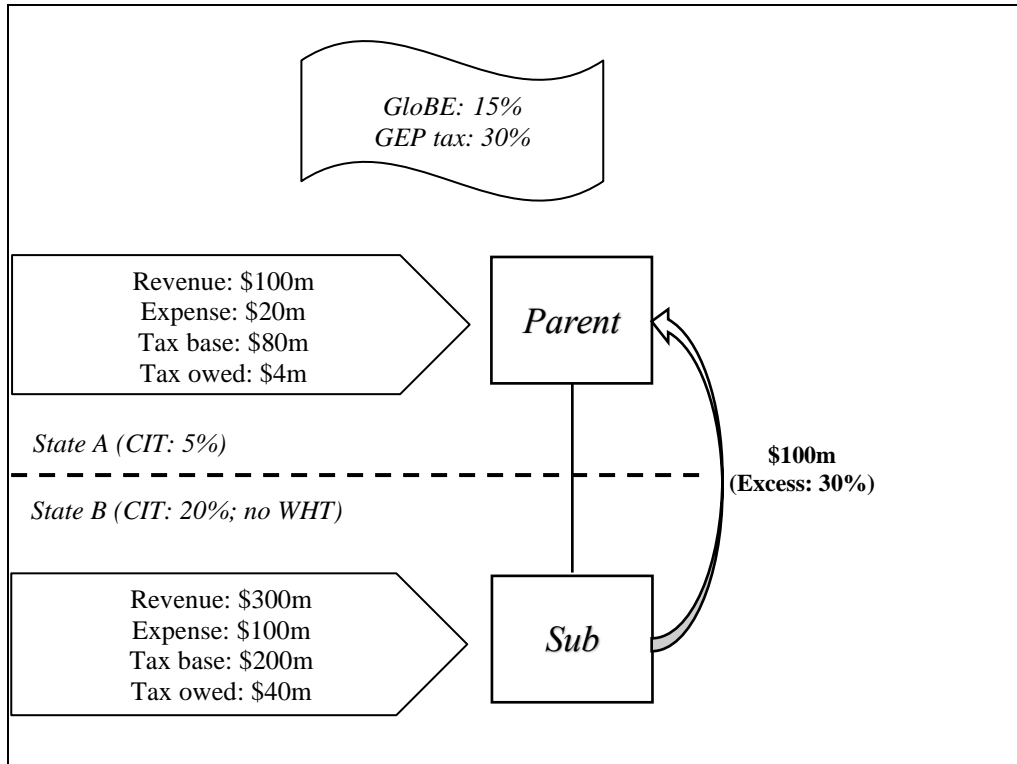 GloBE: 15%
GEP tax: 30%
Revenue: $100m
Expense: $20m
Tax base: $80m
Tax owed: $4m
Parent
State A (CIT: 5%)
$100m
(Excess: 30%)
State B (CIT: 20%; no WHT)
Revenue: $300m
Expense: $100m
Tax base: $200m
Tax owed: $40m
Sub